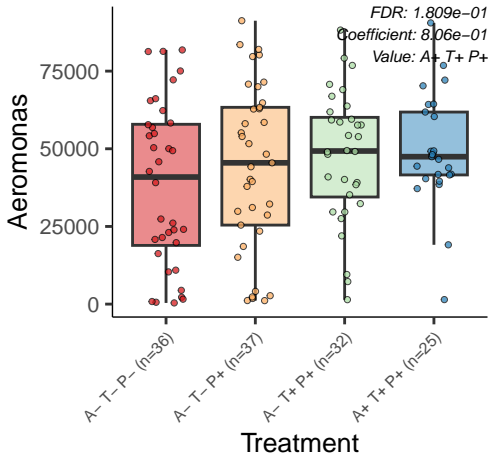 FDR: 1.809e−01
Coefficient: 8.06e−01
Value: A+ T+ P+
Aeromonas
75000
50000
25000
0
A− T− P− (n=36)
A− T− P+ (n=37)
A− T+ P+ (n=32)
A+ T+ P+ (n=25)
Treatment